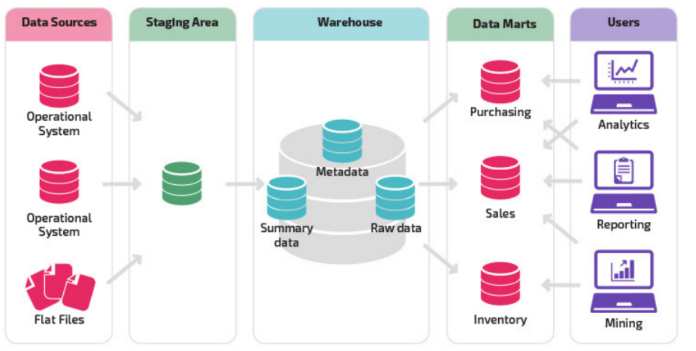 Data Sources
Staging Area
Warehouse
Data Marts
Users
Operational
System
Operational
System
Flat Files
Metadata
Summary
data
Raw data
Purchasing
Sales
Inventory
Analytics
Reporting
Mining